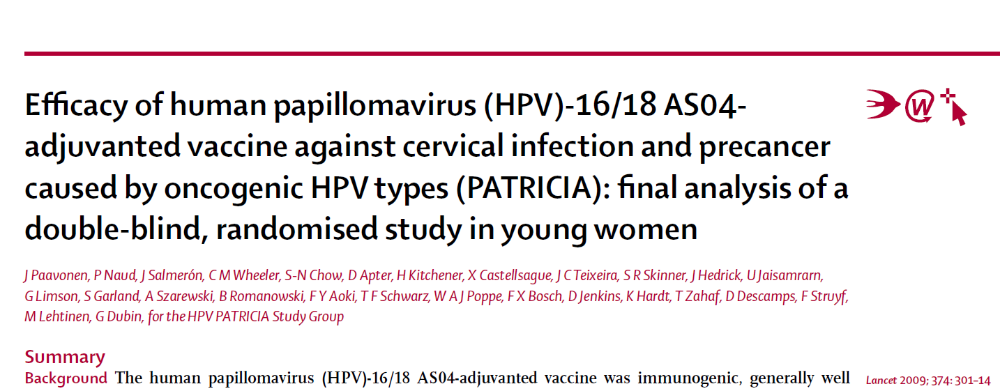 Efficacy of human papillomavirus (HPV)-16/18 AS04-
adjuvanted vaccine against cervical infection and precancer
caused by oncogenic HPV types (PATRICIA): final analysis of a
double-blind, randomised study in young women
W
J Paavonen, P Naud, J Salmerón, C M Wheeler, S-N Chow, D Apter, H Kitchener, X Castellsague, J C Teixeira, S R Skinner, J Hedrick, U Jaisamrarn,
G Limson, S Garland, A Szarewski, B Romanowski, F Y Aoki, T F Schwarz, W A J Poppe, F X Bosch, D Jenkins, K Hardt, T Zahaf, D Descamps, F Struyf,
M Lehtinen, G Dubin, for the HPV PATRICIA Study Group
Summary
Background The human papillomavirus (HPV)-16/18 AS04-adjuvanted vaccine was immunogenic, generally well
Lancet 2009; 374: 301–14